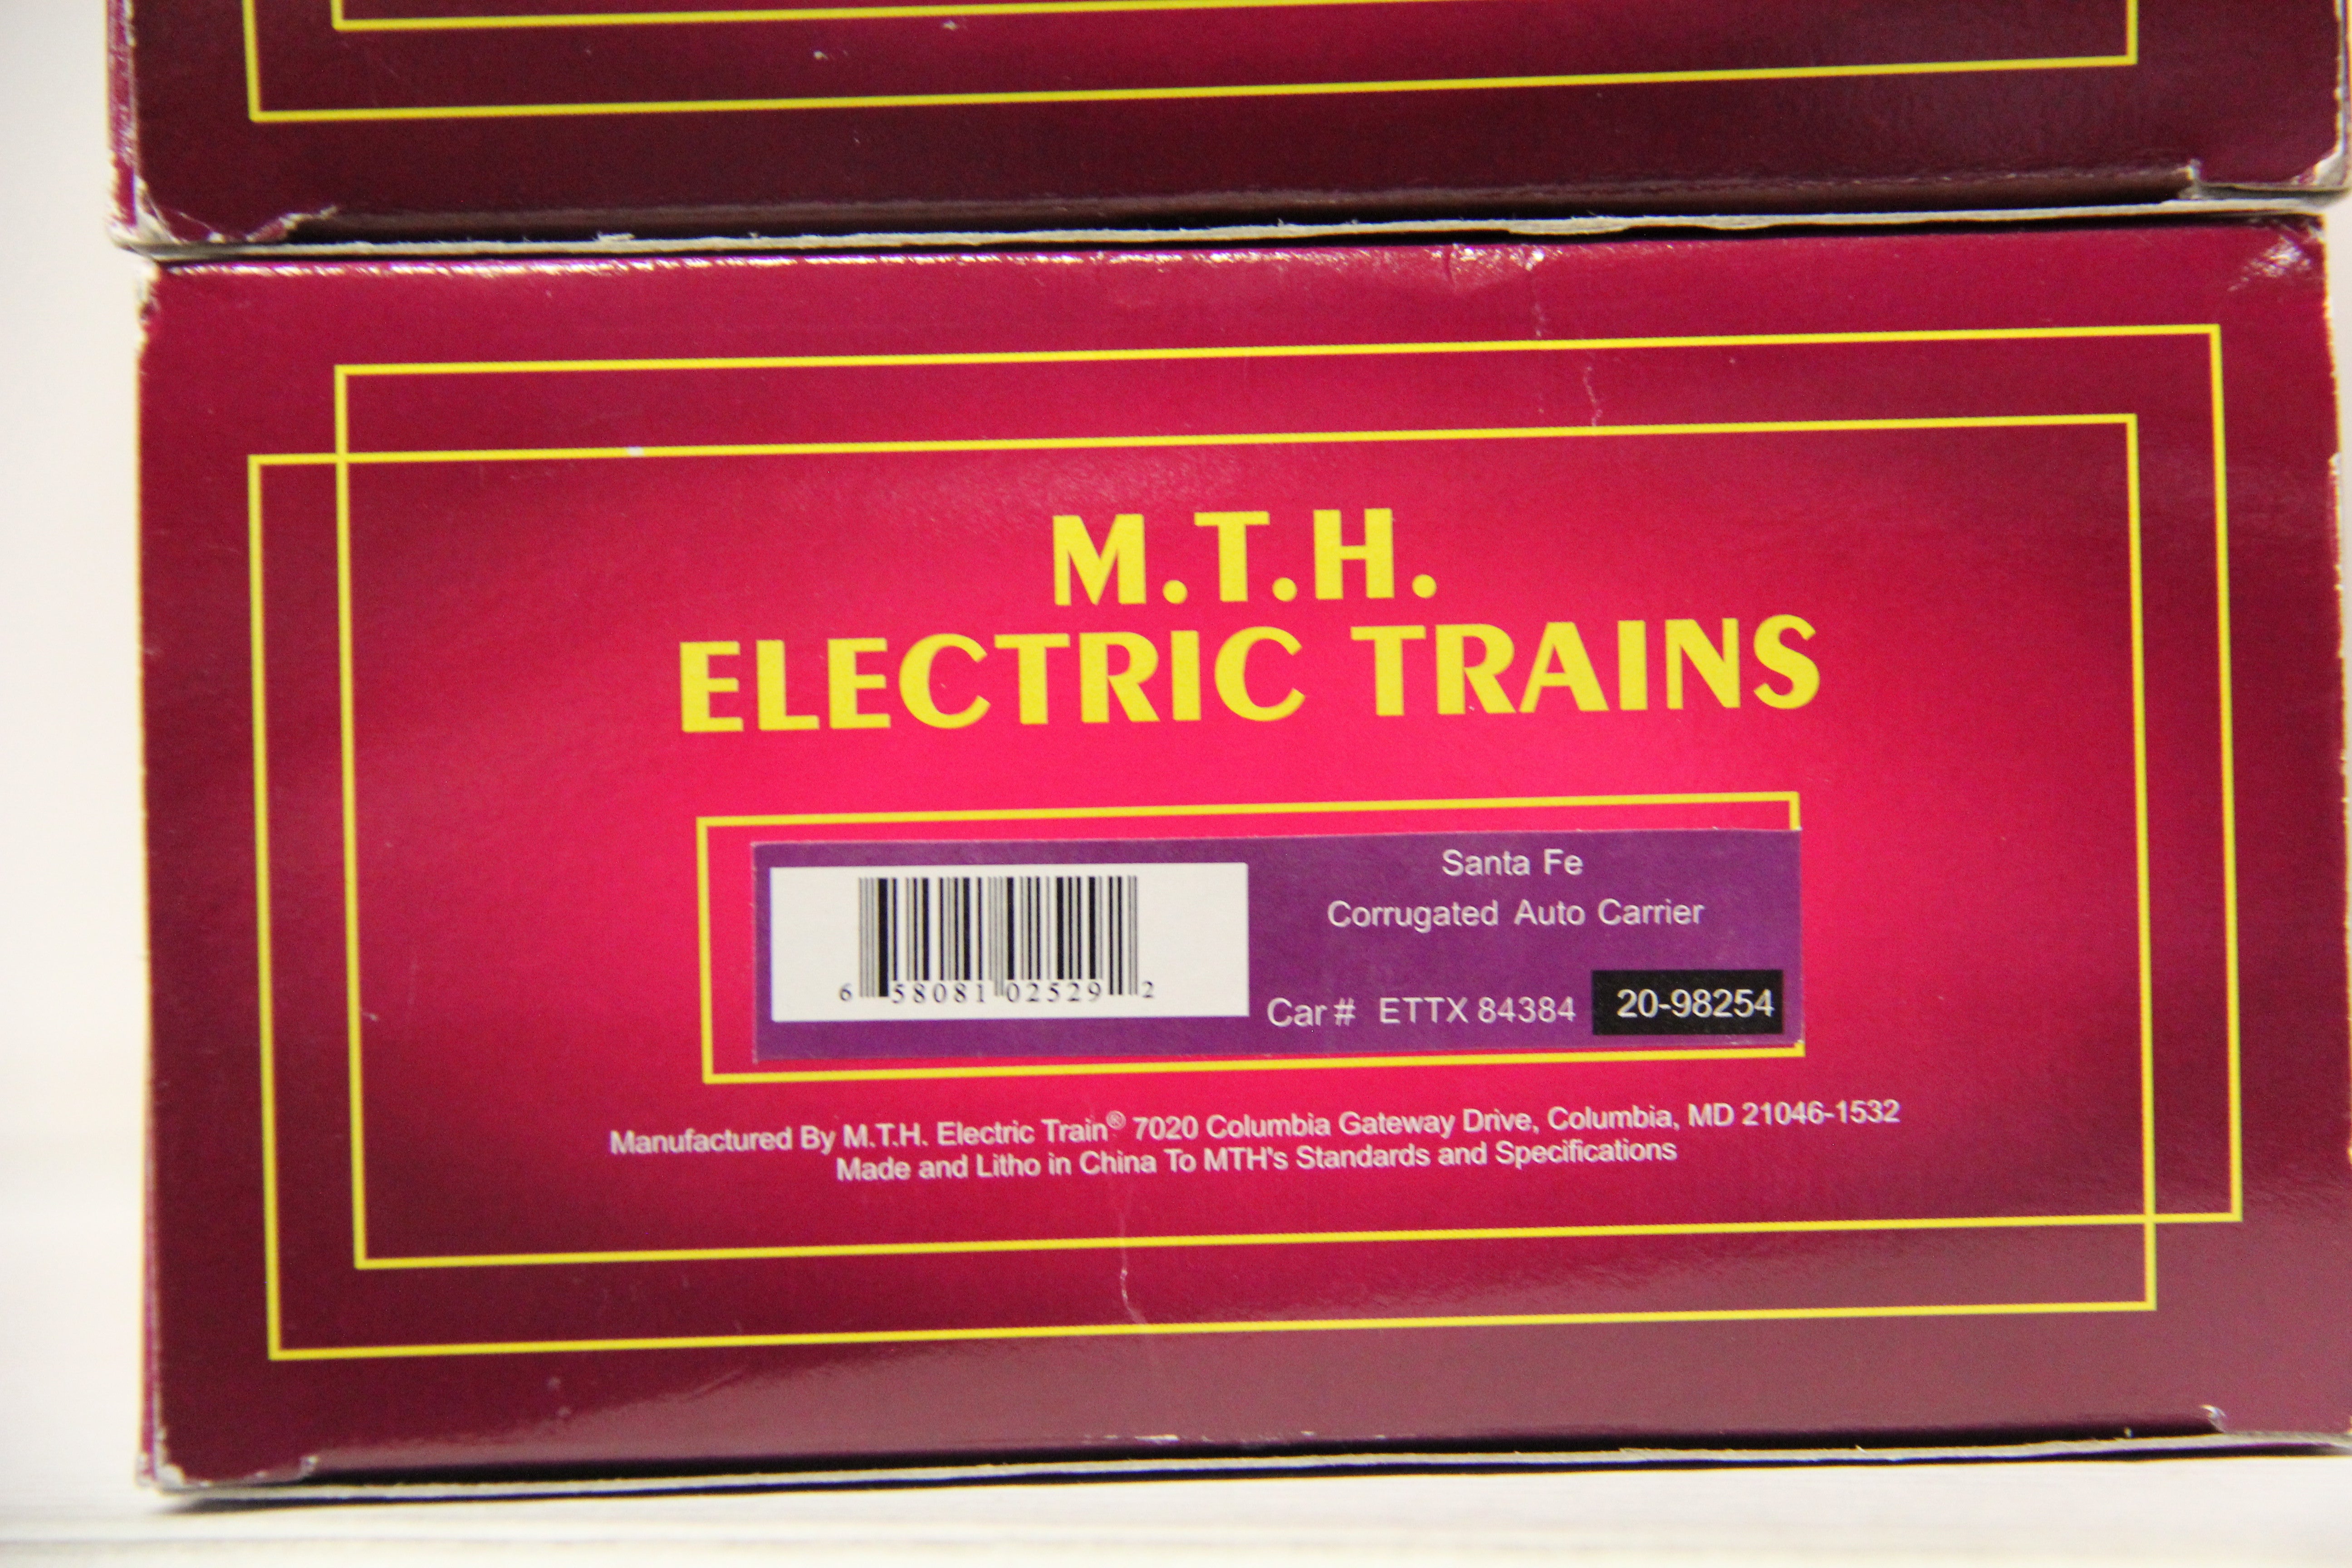 M.T.H.
ELECTRIC TRAINS
Santa Fe
Corrugated Auto Carrier
6 58081 02529 2
Car # ETTX 84384 20-98254
Manufactured By M.T.H. Electric Train® 7020 Columbia Gateway Drive, Columbia, MD 21046-1532
Made and Litho in China To MTH's Standards and Specifications